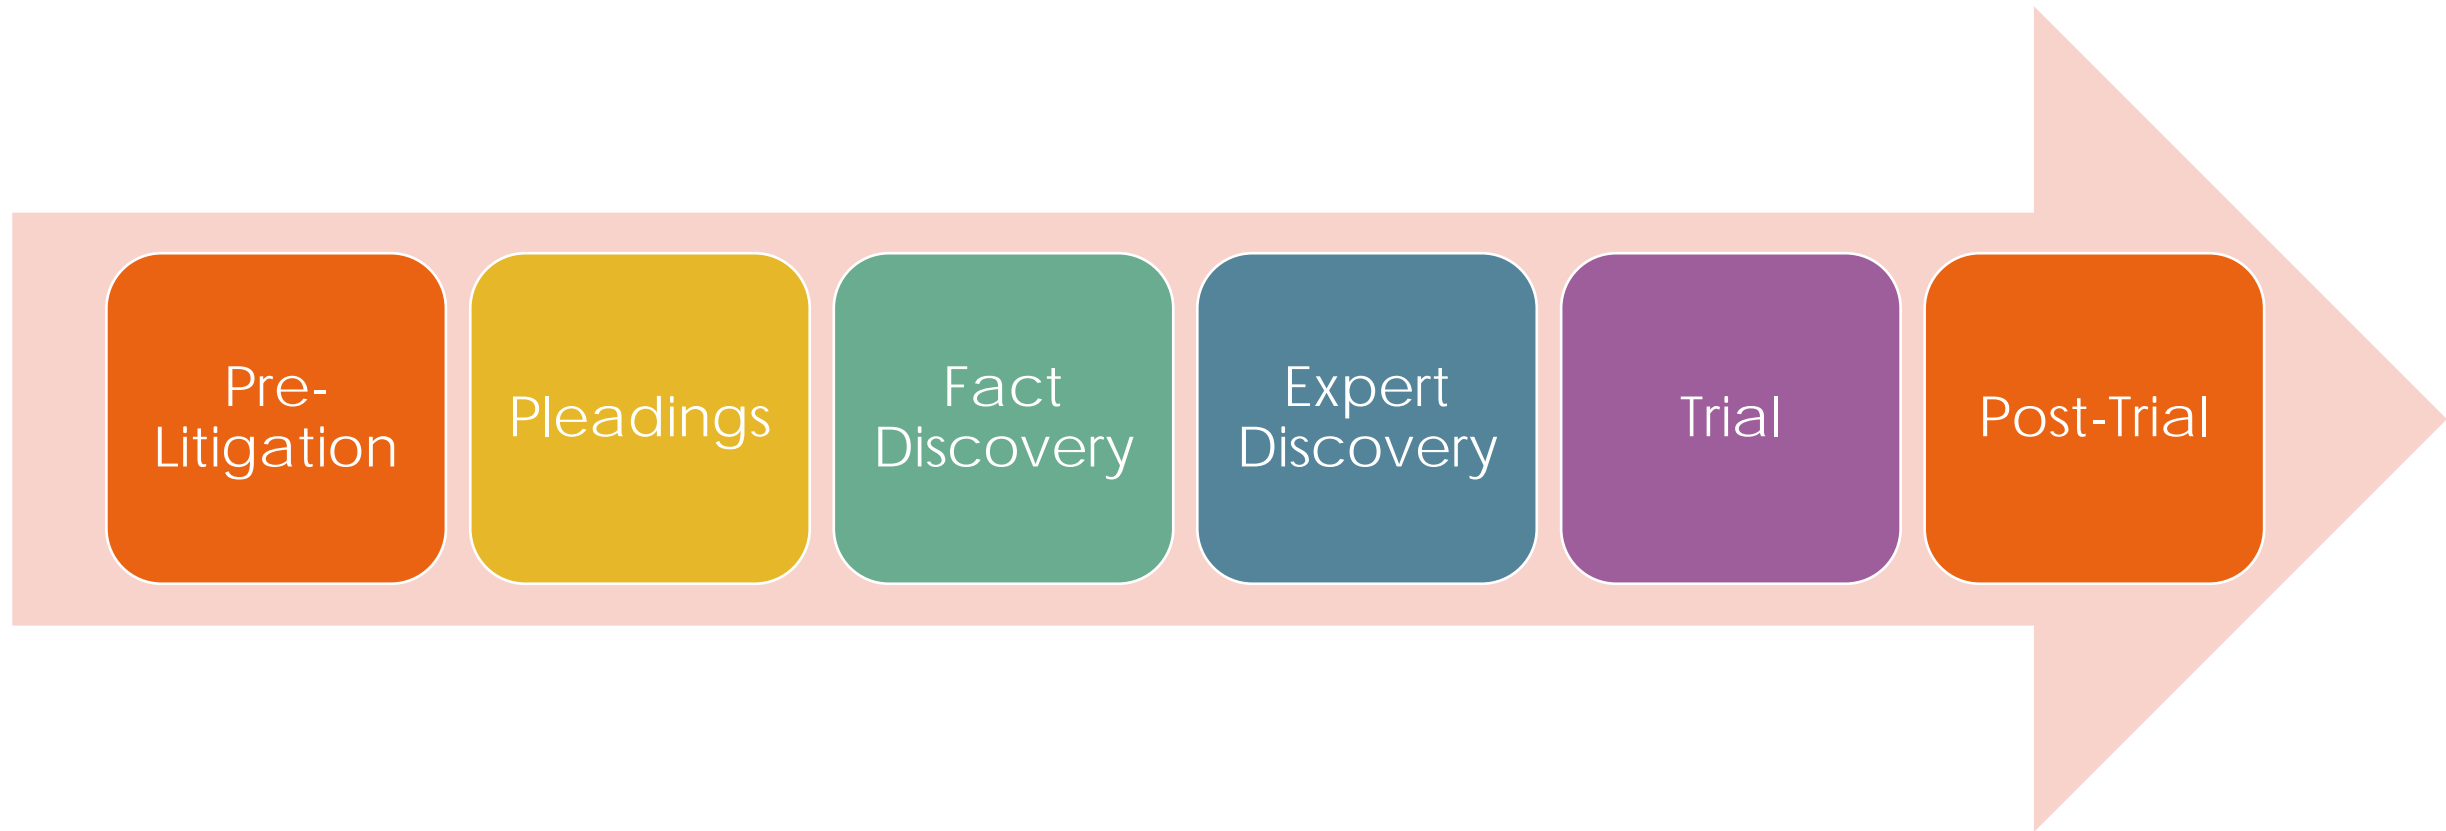 Pre-
Litigation
Pleadings
Fact
Discovery
Expert
Discovery
Trial
Post-Trial